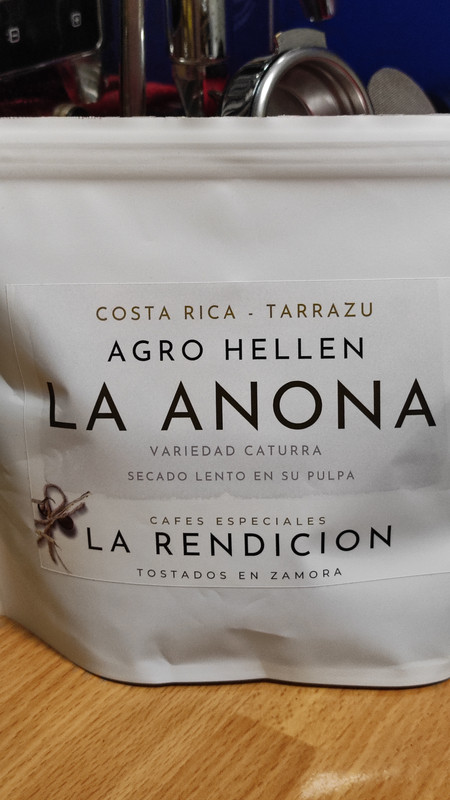 COSTA RICA - TARRAZU
AGRO HELLEN
LA ANONA
VARIEDAD CATURRA
SECADO LENTO EN SU PULPA
CAFES ESPECIALES
LA RENDICION
TOSTADOS EN ZAMORA